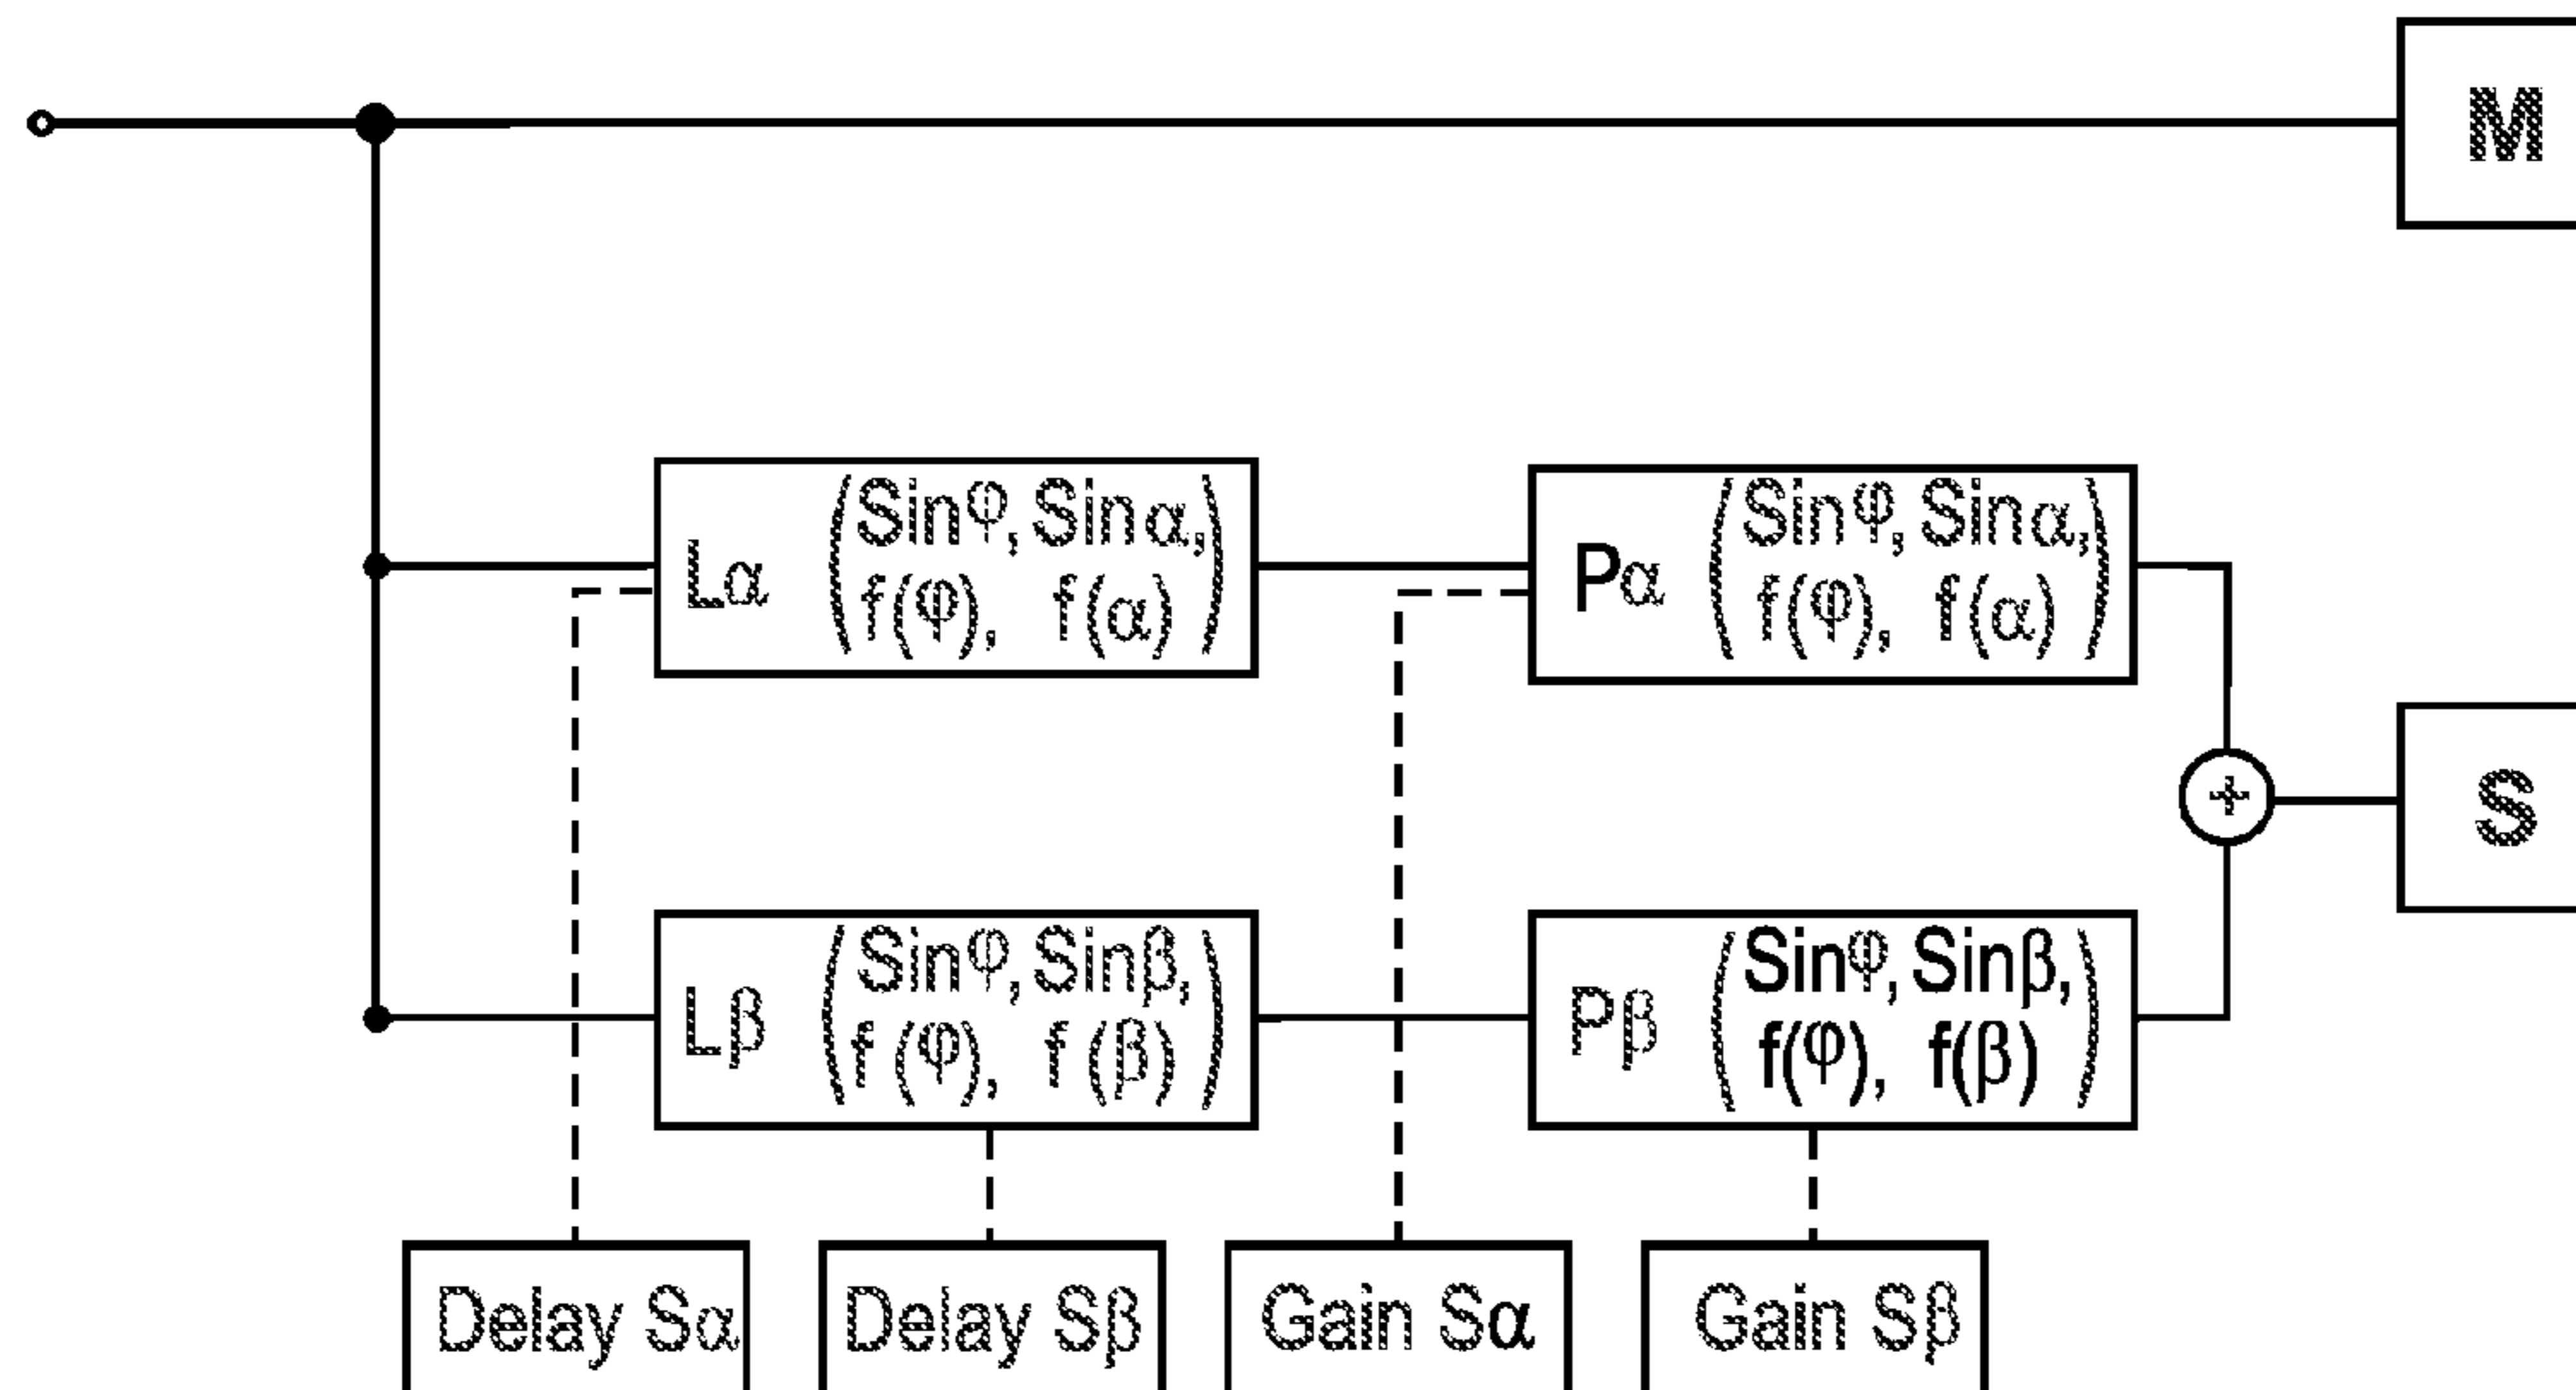 M
Lα (Sinφ, Sinα,
f(φ), f(α))
Pα (Sinφ, Sinα,
f(φ), f(α))
+
S
Lβ (Sinφ, Sinβ,
f(φ), f(β))
Pβ (Sinφ, Sinβ,
f(φ), f(β))
Delay Sα
Delay Sβ
Gain Sα
Gain Sβ